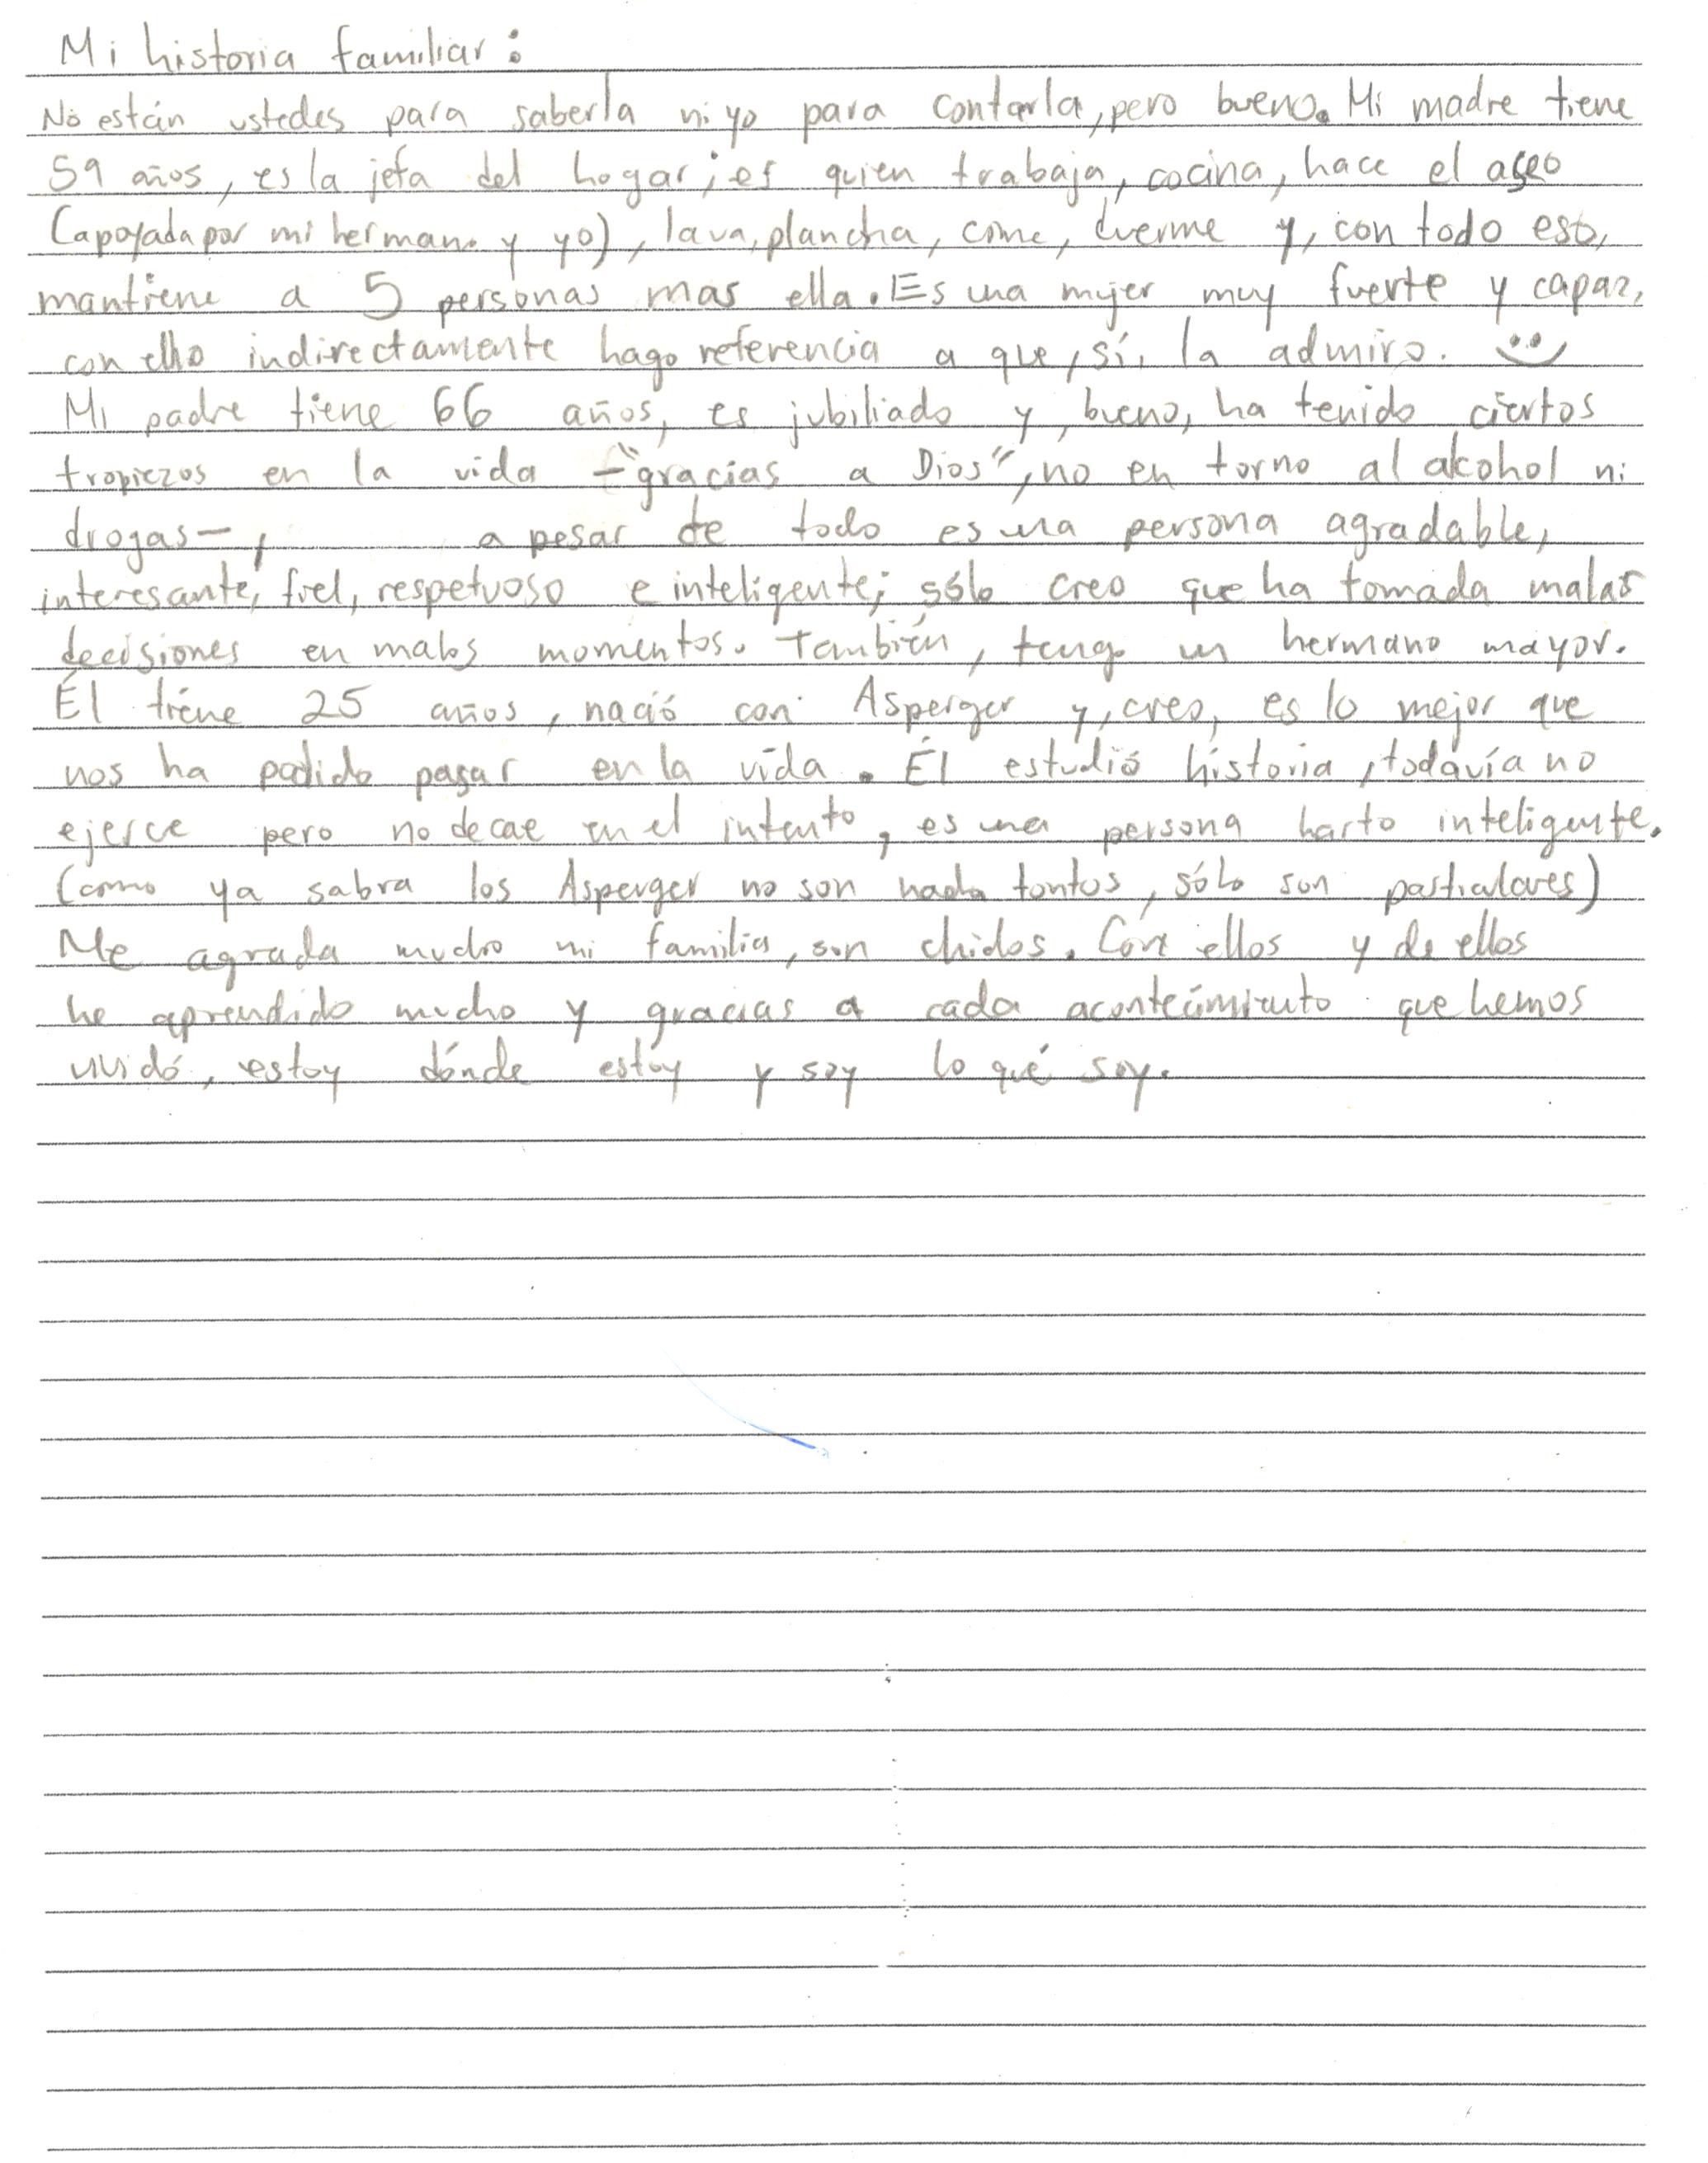 Mi historia familiar:
No están ustedes para saberla ni yo para contarla, pero bueno. Mi madre tiene
59 años, es la jefa del hogar; es quien trabaja, cocina, hace el aseo
(apoyada por mi hermano y yo), lava, plancha, come, duerme y, con todo esto,
mantiene a 5 personas mas ella. Es una mujer muy fuerte y capaz,
con ello indirectamente hago referencia a que, sí, la admiro.
Mi padre tiene 66 años, es jubiliado y, bueno, ha tenido ciertos
tropiezos en la vida -"gracias a Dios", no en torno al alcohol ni
drogas-, a pesar de todo es una persona agradable,
interesante, fiel, respetuoso e inteligente; sólo creo que ha tomada malas
decisiones en malos momentos. También, tengo un hermano mayor.
Él tiene 25 años, nació con Asperger y, creo, es lo mejor que
nos ha podido pasar en la vida. Él estudió historia, todavía no
ejerce pero no decae en el intento, es una persona harto inteligente.
(como ya sabra los Asperger no son nada tontos, sólo son)
Me agrada mucho mi familia, son chidos. Con ellos y de ellos
he aprendido mucho y gracias a cada acontecimiento que hemos
vividó, estoy dónde estoy y soy lo qué soy.